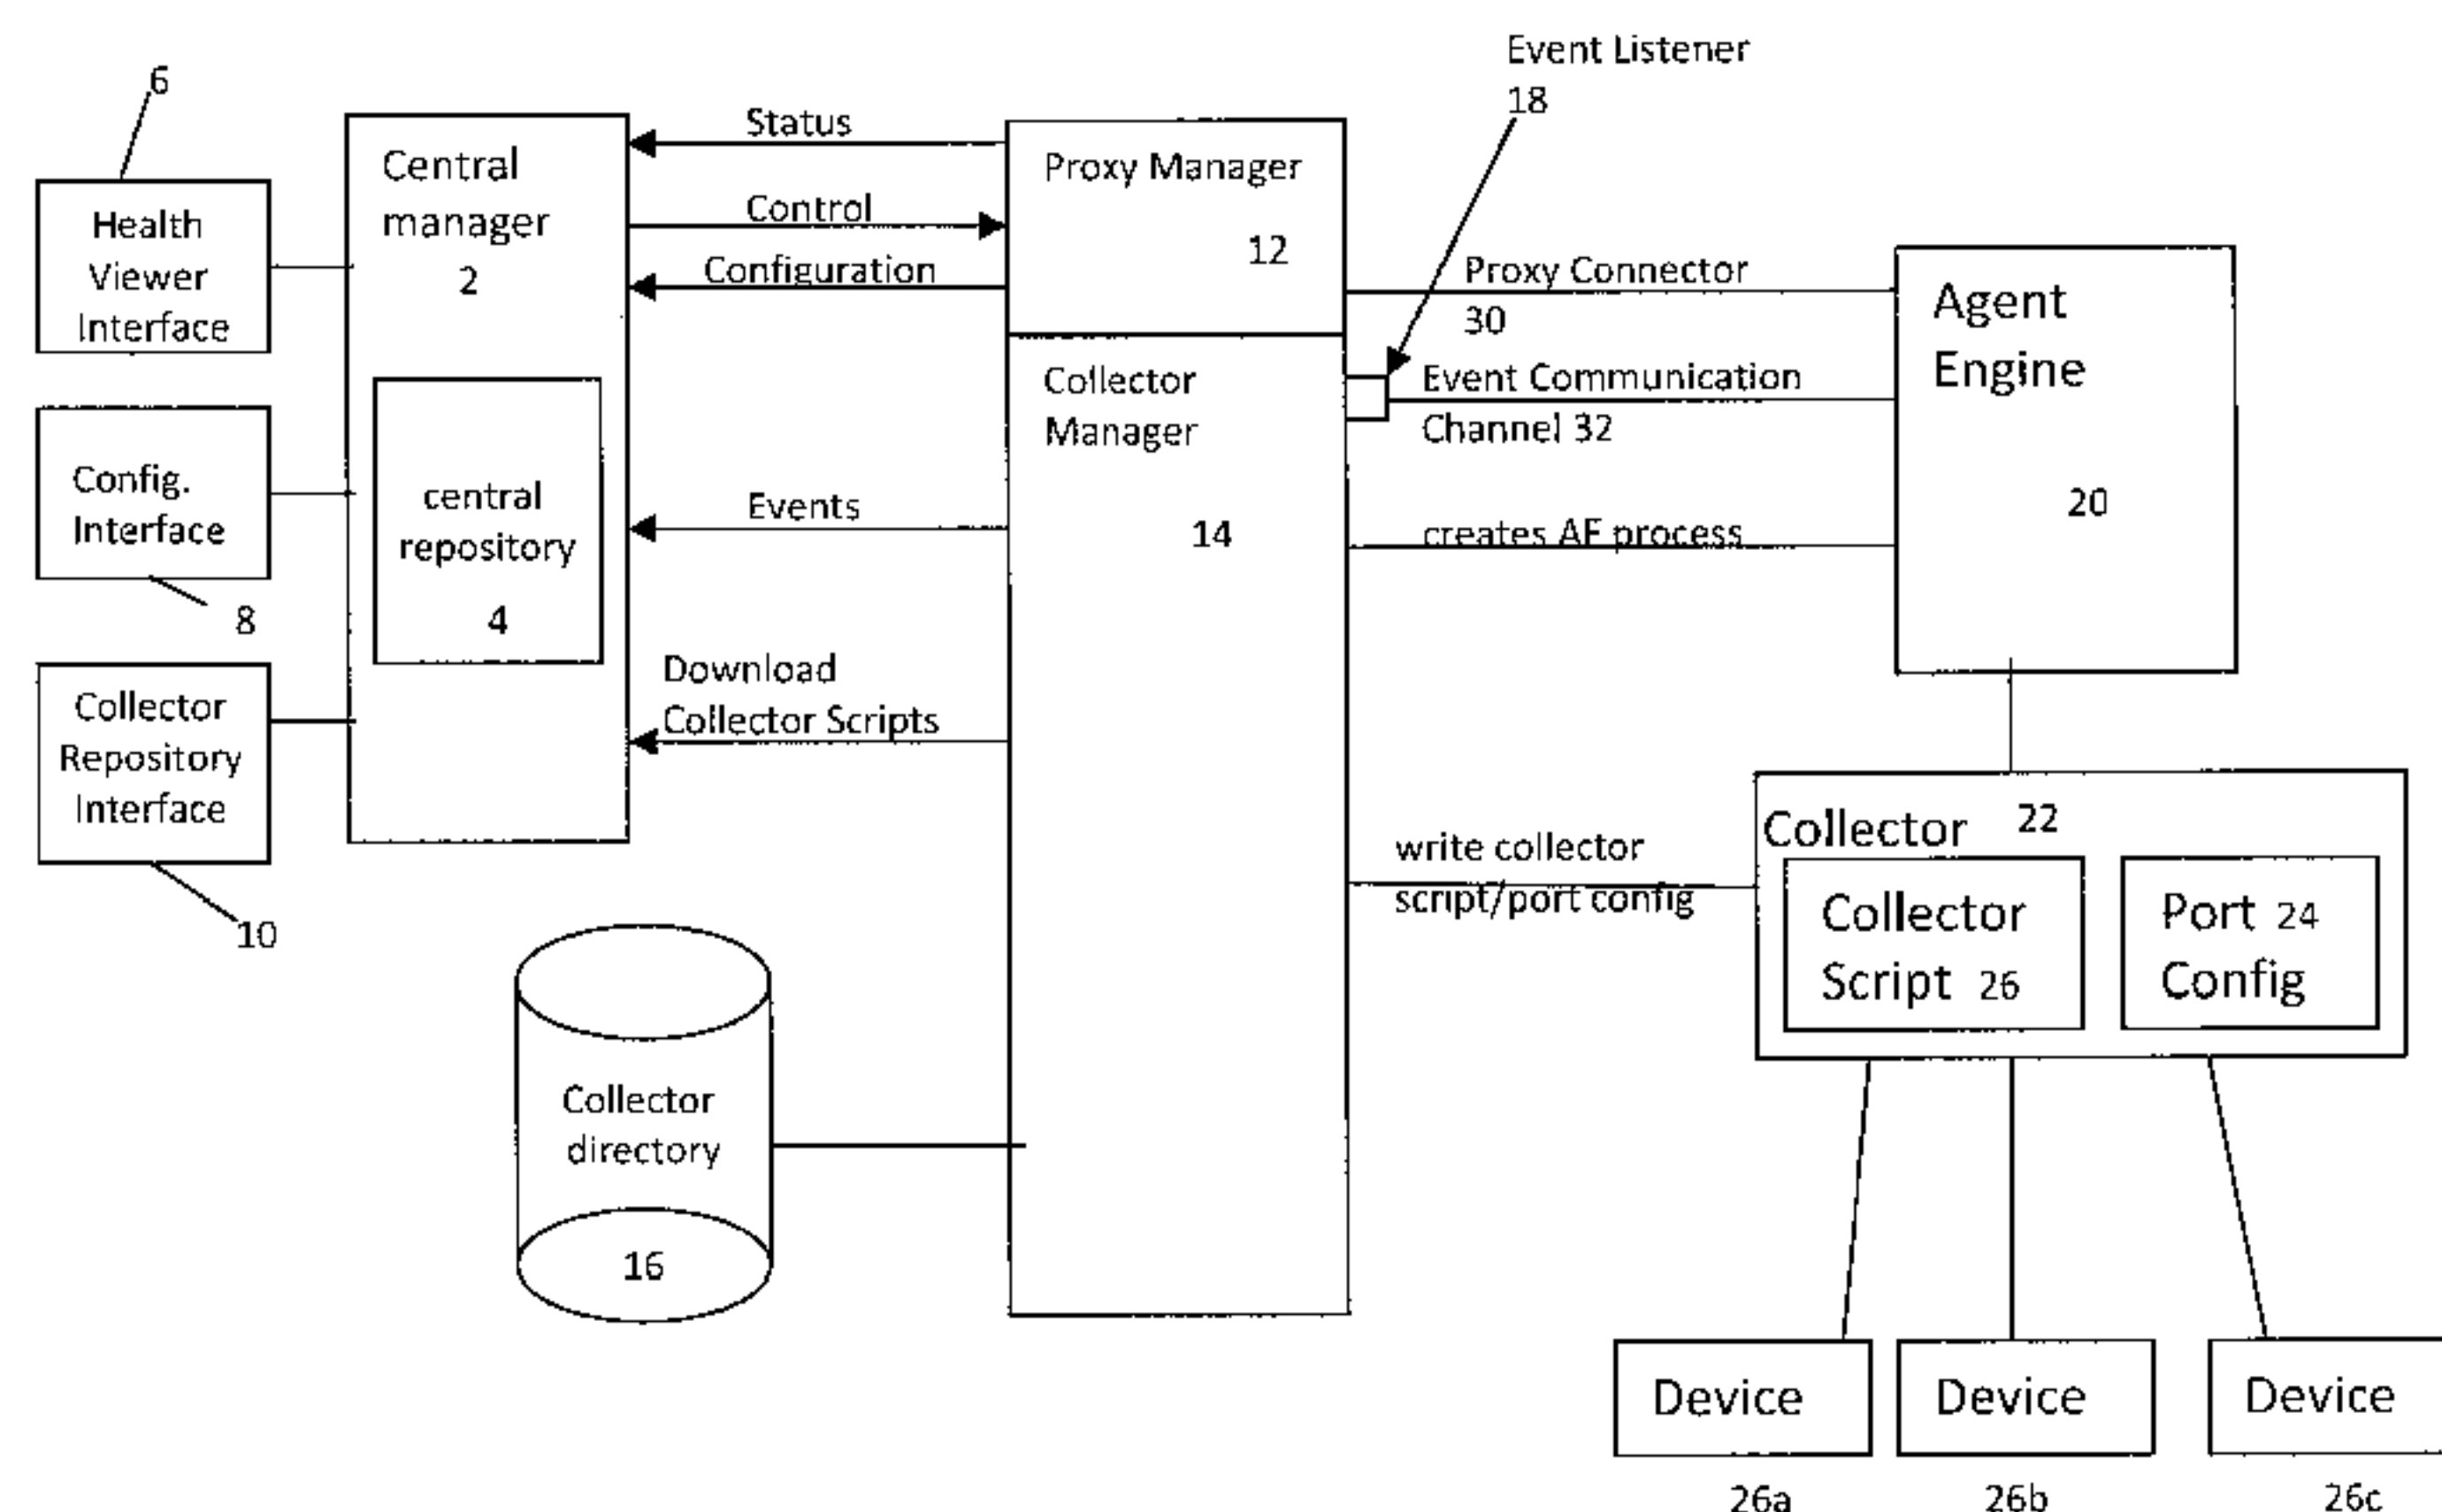 6
Health
Viewer
Interface
Config.
Interface
8
Collector
Repository
Interface
10
Central
manager
2
central
repository
4
Status
Control
Configuration
Events
Download
Collector Scripts
Collector
directory
16
Proxy Manager
12
Collector
Manager
14
Event Listener
18
Proxy Connector
30
Event Communication
Channel 32
creates AE process
write collector
script/port config
Agent
Engine
20
Collector 22
Collector
Script 26
Port 24
Config
Device
26a
Device
26b
Device
26c